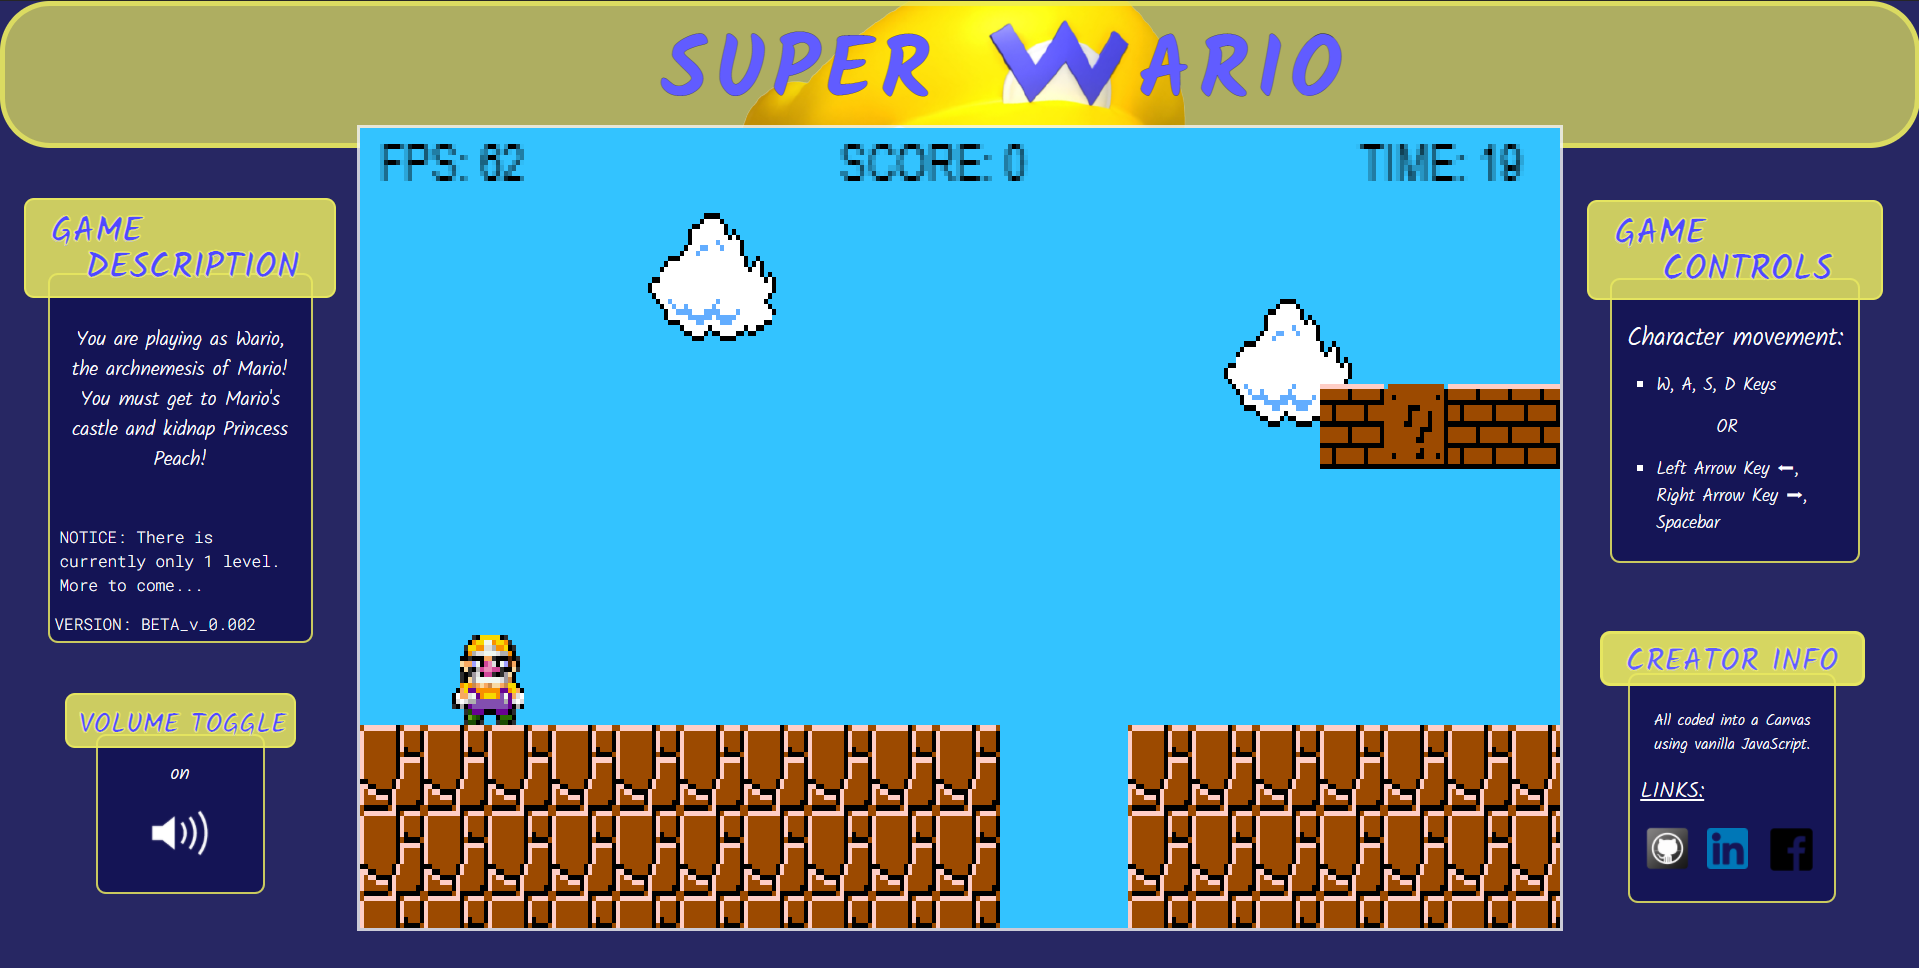 SUPER WARIO
FPS: 62 SCORE: 0 TIME: 19
GAME
DESCRIPTION
You are playing as Wario,
the archnemesis of Mario!
You must get to Mario's
castle and kidnap Princess
Peach!
NOTICE: There is
currently only 1 level.
More to come...
VERSION: BETA_v_0.002
VOLUME TOGGLE
on
?
GAME
CONTROLS
Character movement:
▪ W, A, S, D Keys
OR
▪ Left Arrow Key ⬅,
Right Arrow Key ➡,
Spacebar
CREATOR INFO
All coded into a Canvas
using vanilla JavaScript.
LINKS:
in f